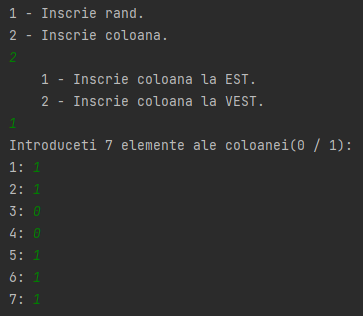 1 - Inscrie rand.
2 - Inscrie coloana.
2
    1 - Inscrie coloana la EST.
    2 - Inscrie coloana la VEST.
1
Introduceti 7 elemente ale coloanei(0 / 1):
1: 1
2: 1
3: 0
4: 0
5: 1
6: 1
7: 1